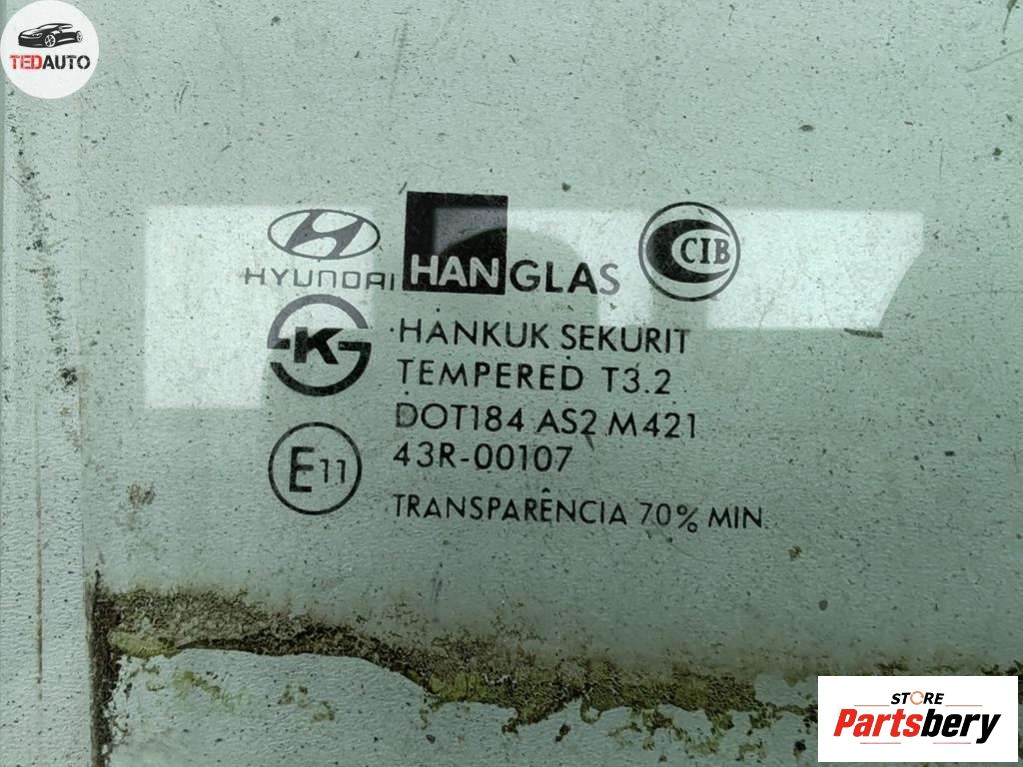 TEDAUTO
HYUNDAI
HANGLAS
CIB
K
HANKUK SEKURIT
TEMPERED T3.2
DOT184 AS2 M421
E11
43R-00107
TRANSPARÊNCIA 70% MIN.
STORE
Partsbery